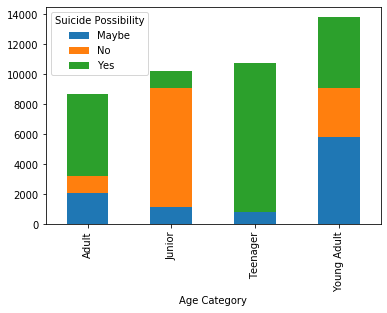 14000
12000
10000
8000
6000
4000
2000
0
Suicide Possibility
Maybe
No
Yes
Adult
Junior
Teenager
Young Adult
Age Category